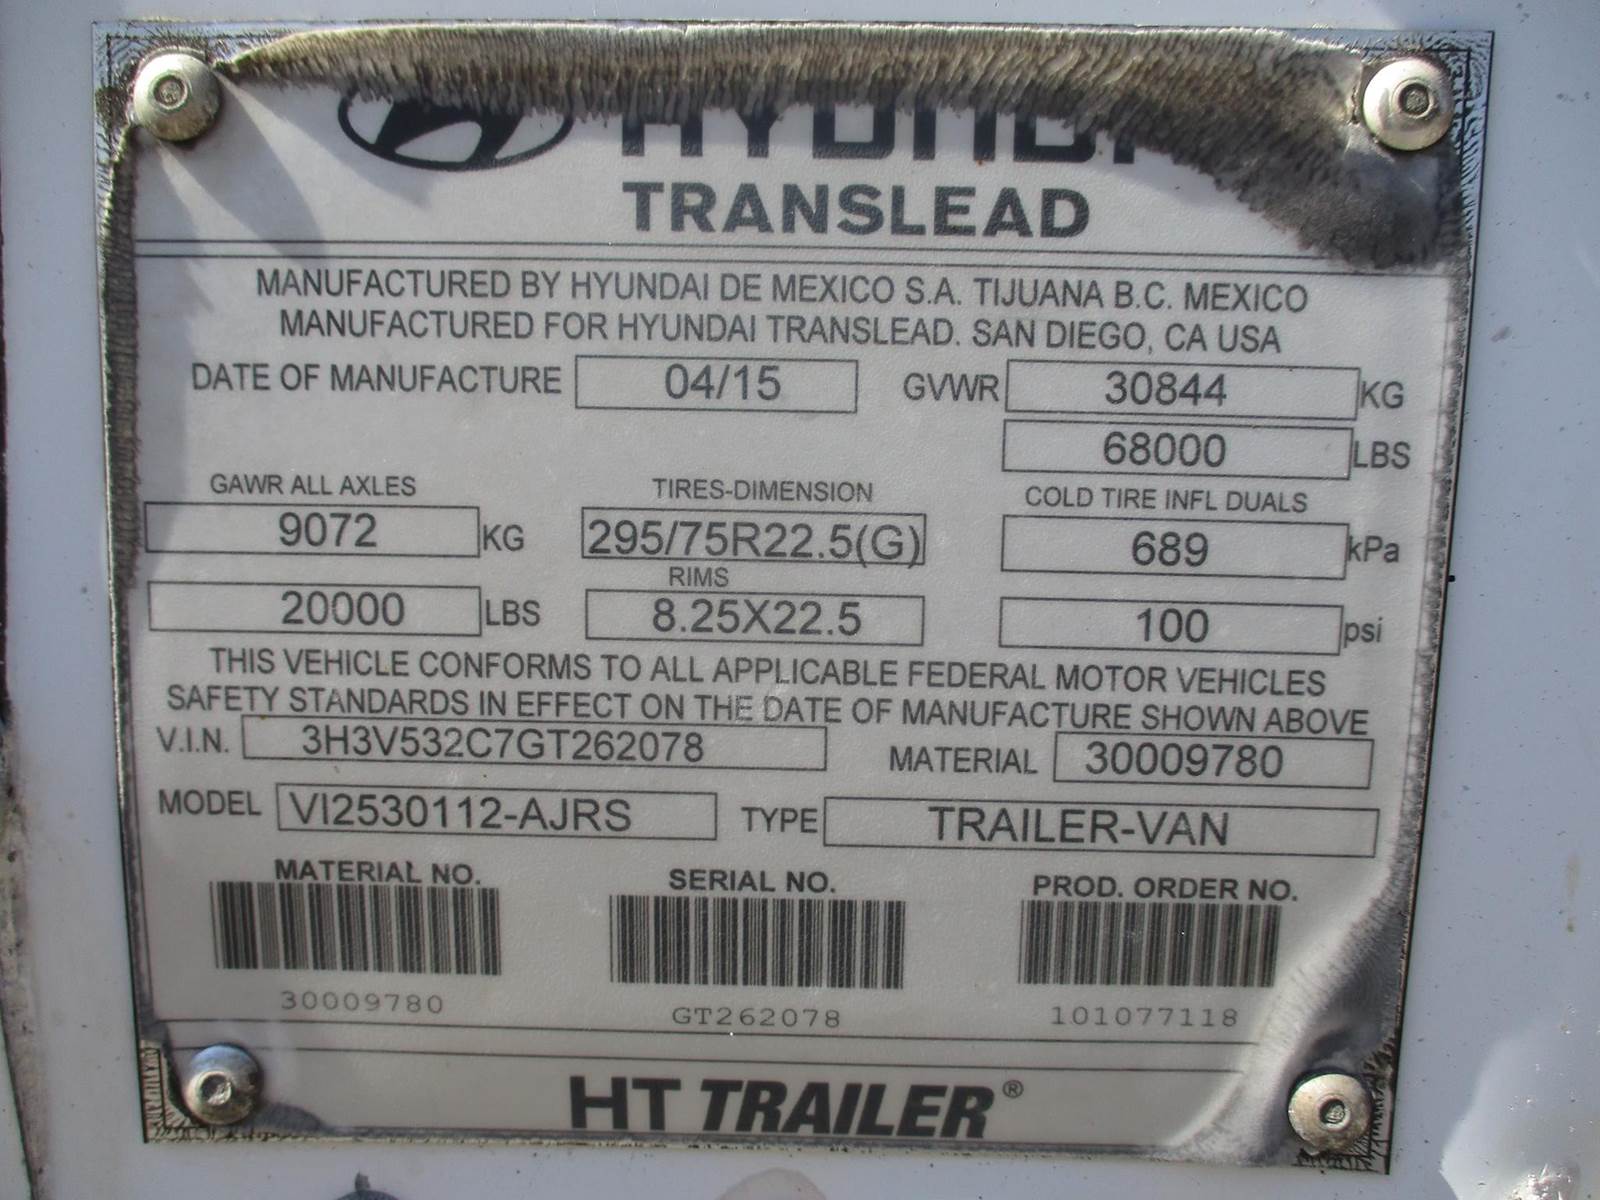 HYUNDAI
TRANSLEAD
MANUFACTURED BY HYUNDAI DE MEXICO S.A. TIJUANA B.C. MEXICO
MANUFACTURED FOR HYUNDAI TRANSLEAD. SAN DIEGO, CA USA
DATE OF MANUFACTURE 04/15 GVWR 30844 KG
68000 LBS
GAWR ALL AXLES TIRES-DIMENSION COLD TIRE INFL DUALS
9072 KG 295/75R22.5(G) 689 kPa
RIMS
20000 LBS 8.25X22.5 100 psi
THIS VEHICLE CONFORMS TO ALL APPLICABLE FEDERAL MOTOR VEHICLES
SAFETY STANDARDS IN EFFECT ON THE DATE OF MANUFACTURE SHOWN ABOVE
V.I.N. 3H3V532C7GT262078 MATERIAL 30009780
MODEL VI2530112-AJRS TYPE TRAILER-VAN
MATERIAL NO. SERIAL NO. PROD. ORDER NO.
30009780 GT262078 101077118
HT TRAILER®